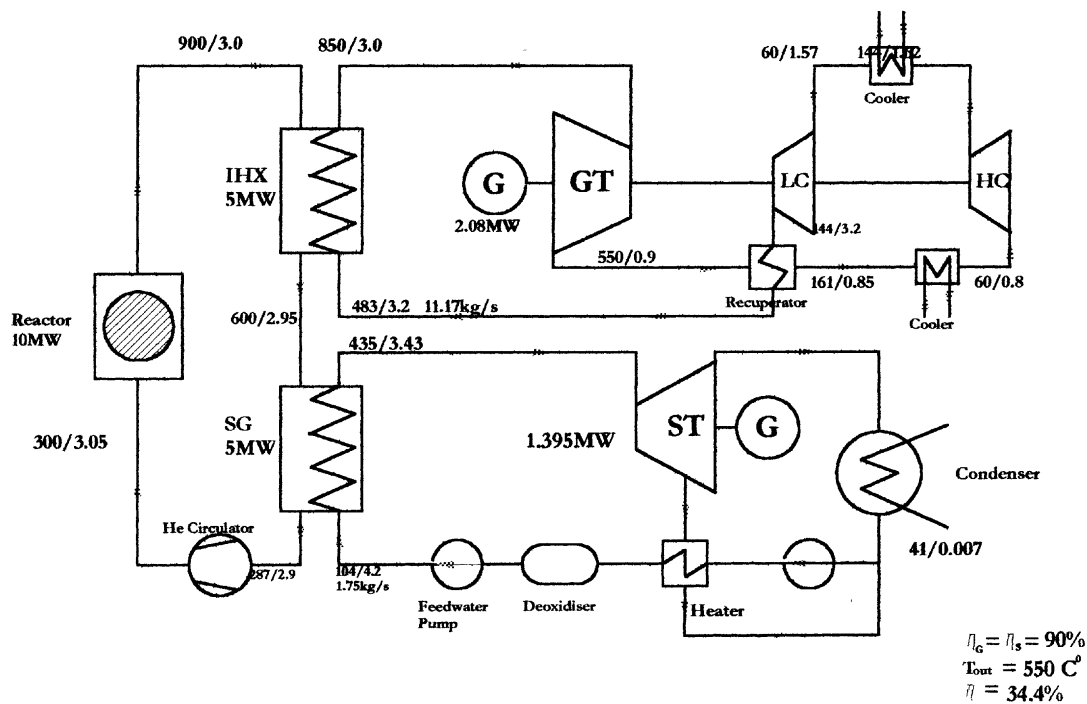 900/3.0
850/3.0
60/1.57
Cooler
IHX
5MW
G
GT
LC
HC
2.08MW
144/3.2
550/0.9
161/0.85
60/0.8
Recuperator
Cooler
Reactor
10MW
600/2.95
483/3.2 11.17kg/s
435/3.43
SG
5MW
1.395MW
ST
G
300/3.05
Condenser
He Circulator
41/0.007
287/2.9
104/4.2
1.75kg/s
Feedwater
Pump
Deoxidiser
Heater
η_G = η_S = 90%
Tout = 550 C⁰
η = 34.4%